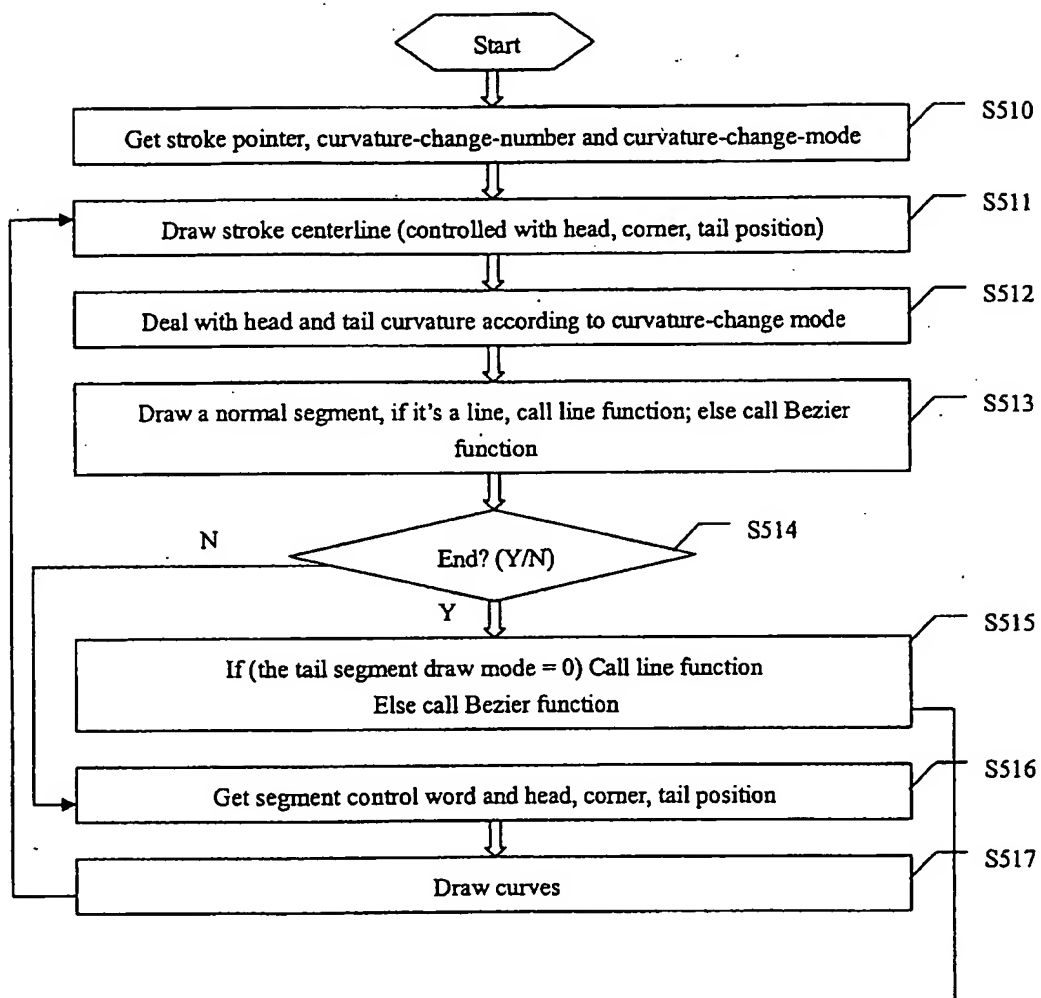 Start
S510
Get stroke pointer, curvature-change-number and curvature-change-mode
S511
Draw stroke centerline (controlled with head, corner, tail position)
S512
Deal with head and tail curvature according to curvature-change mode
S513
Draw a normal segment, if it's a line, call line function; else call Bezier
function
S514
N
End? (Y/N)
Y
S515
If (the tail segment draw mode = 0) Call line function
Else call Bezier function
S516
Get segment control word and head, corner, tail position
S517
Draw curves